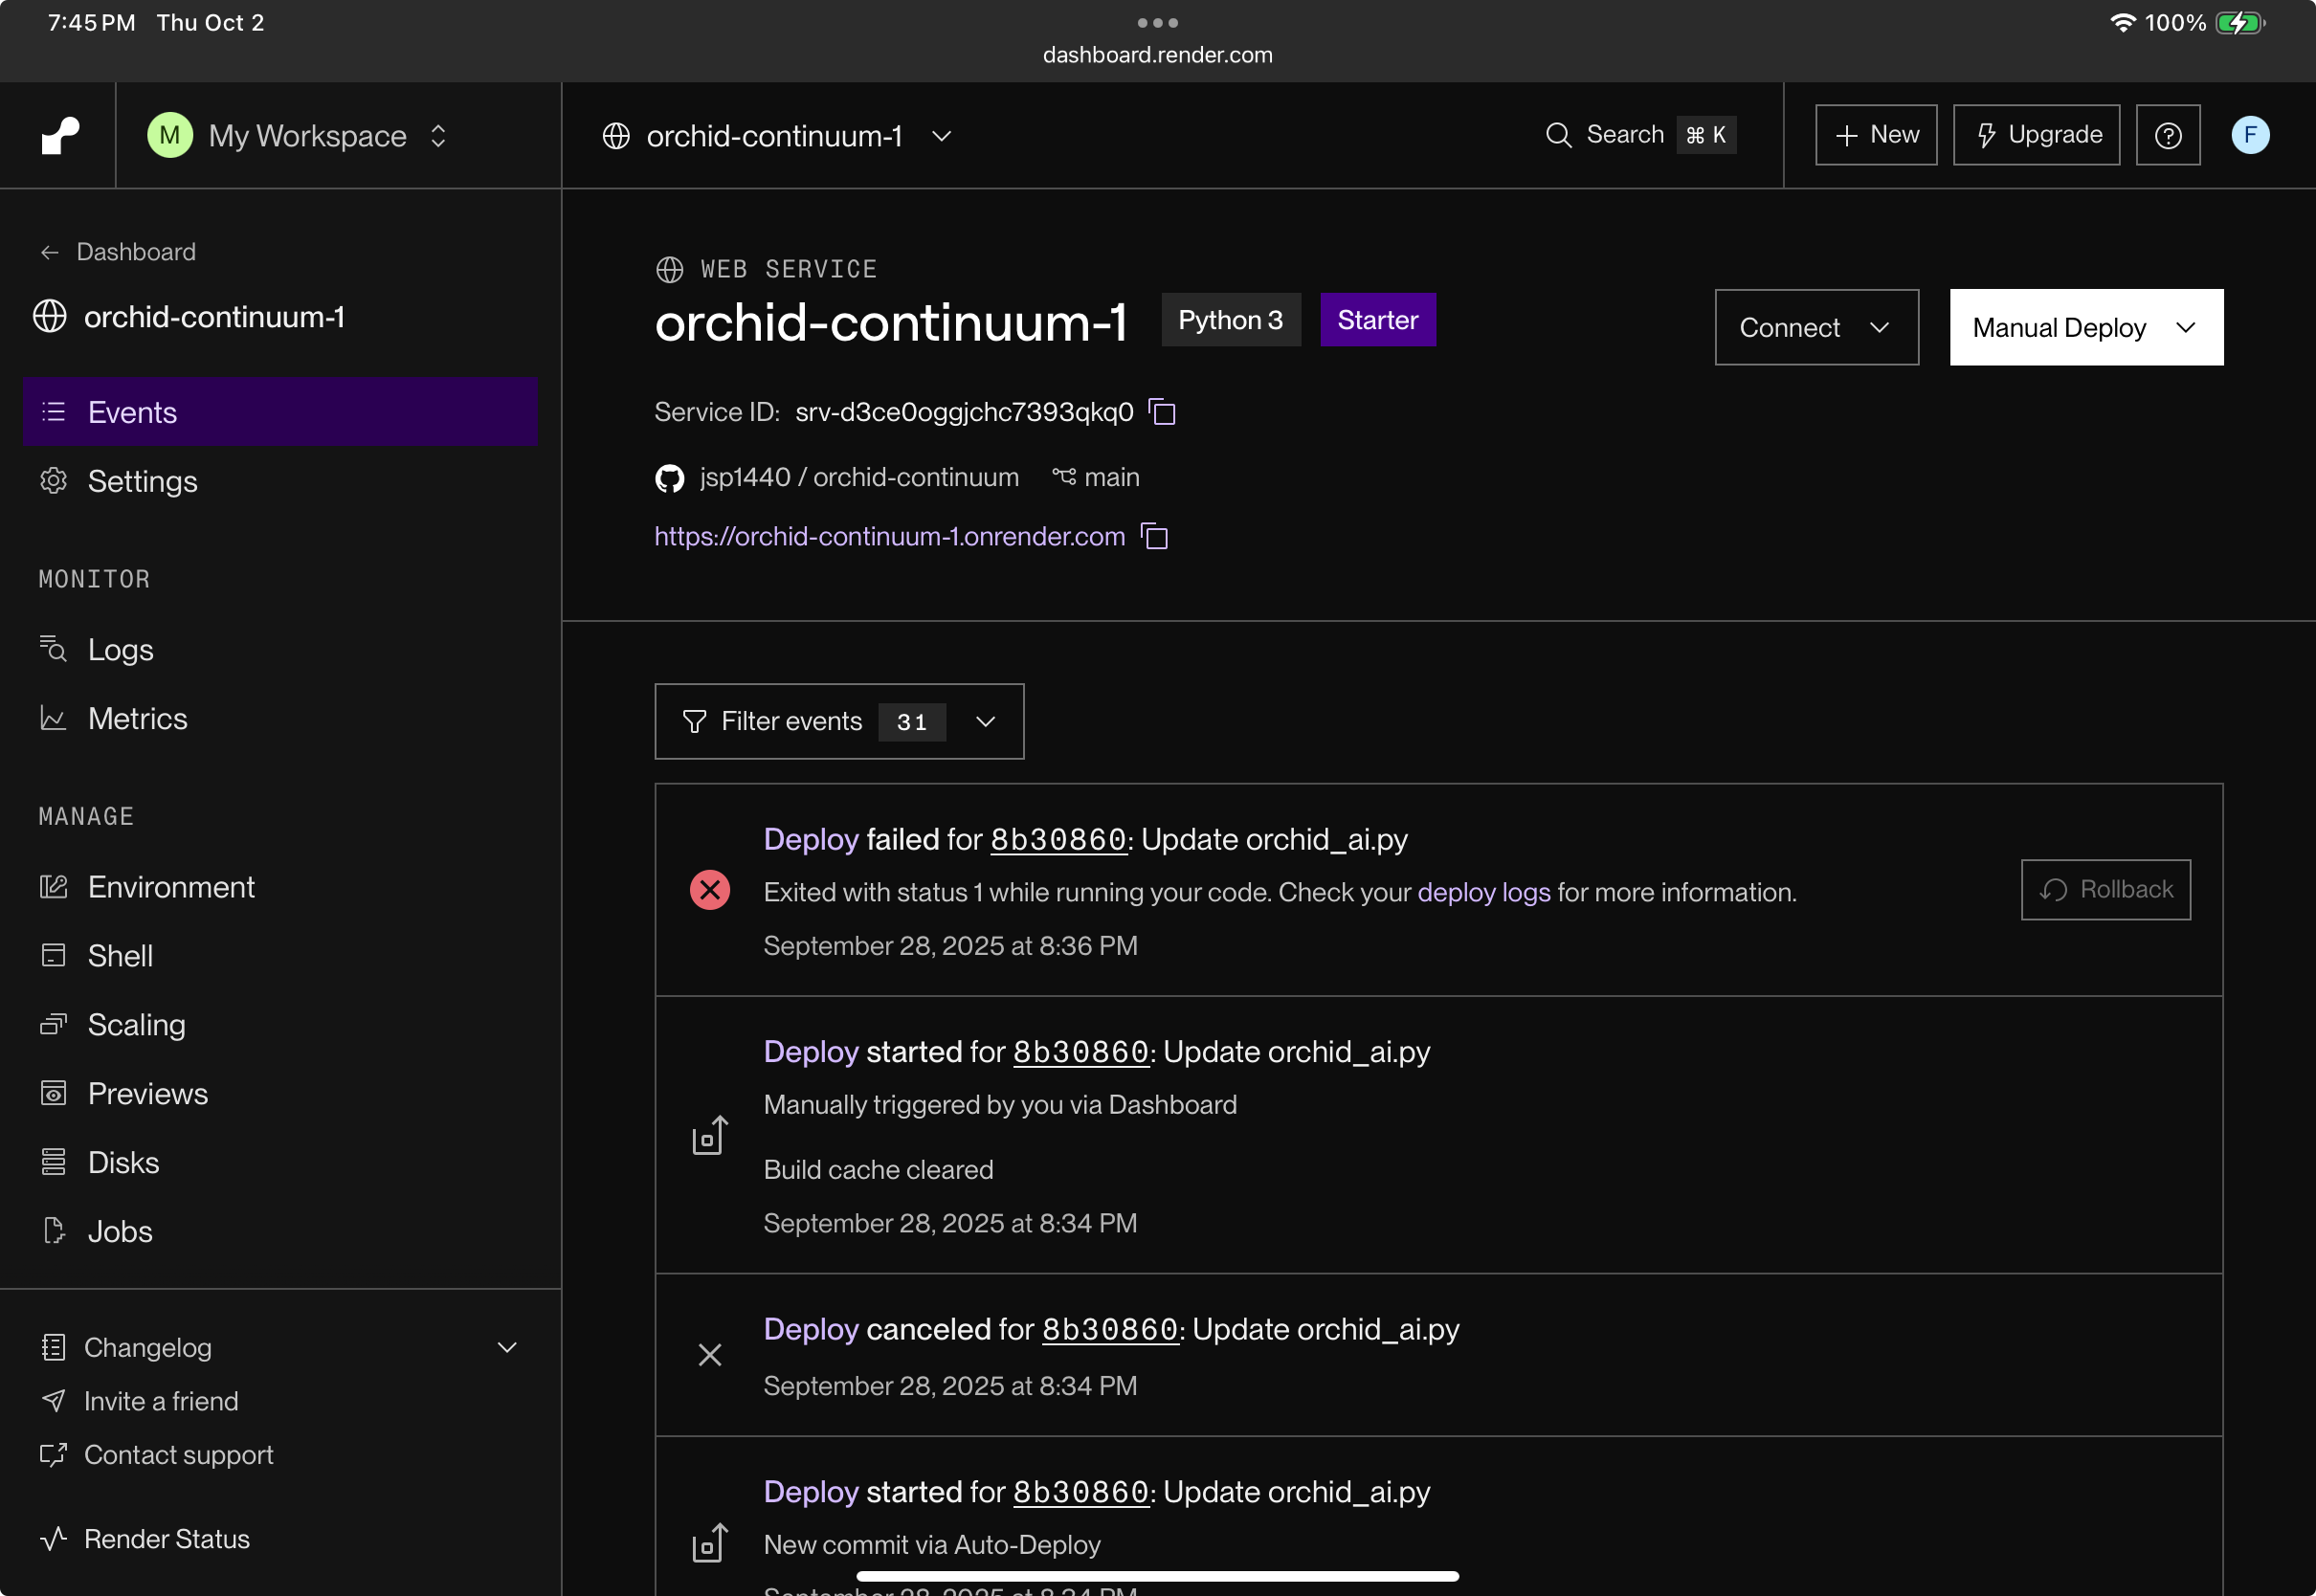 7:45 PM Thu Oct 2
100%
dashboard.render.com
M My Workspace
orchid-continuum-1
Search ⌘ K
+ New
Upgrade
F
← Dashboard
orchid-continuum-1
Events
Settings
MONITOR
Logs
Metrics
MANAGE
Environment
Shell
Scaling
Previews
Disks
Jobs
Changelog
Invite a friend
Contact support
Render Status
WEB SERVICE
orchid-continuum-1 Python 3 Starter
Connect
Manual Deploy
Service ID: srv-d3ce0oggjchc7393qkq0
jsp1440 / orchid-continuum main
https://orchid-continuum-1.onrender.com
Filter events 31
Deploy failed for 8b30860: Update orchid_ai.py
Exited with status 1 while running your code. Check your deploy logs for more information.
September 28, 2025 at 8:36 PM
Rollback
Deploy started for 8b30860: Update orchid_ai.py
Manually triggered by you via Dashboard
Build cache cleared
September 28, 2025 at 8:34 PM
Deploy canceled for 8b30860: Update orchid_ai.py
September 28, 2025 at 8:34 PM
Deploy started for 8b30860: Update orchid_ai.py
New commit via Auto-Deploy
September 28, 2025 at 8:34 PM